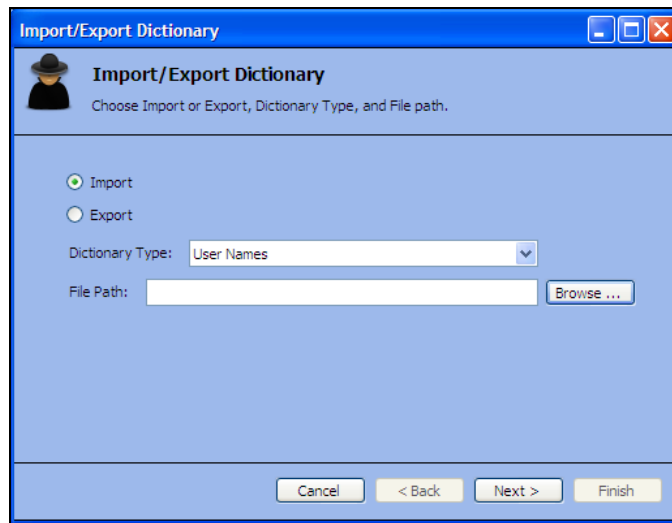 Import/Export Dictionary
Import/Export Dictionary
Choose Import or Export, Dictionary Type, and File path.
Import
Export
Dictionary Type: User Names
File Path: Browse ...
Cancel < Back Next > Finish